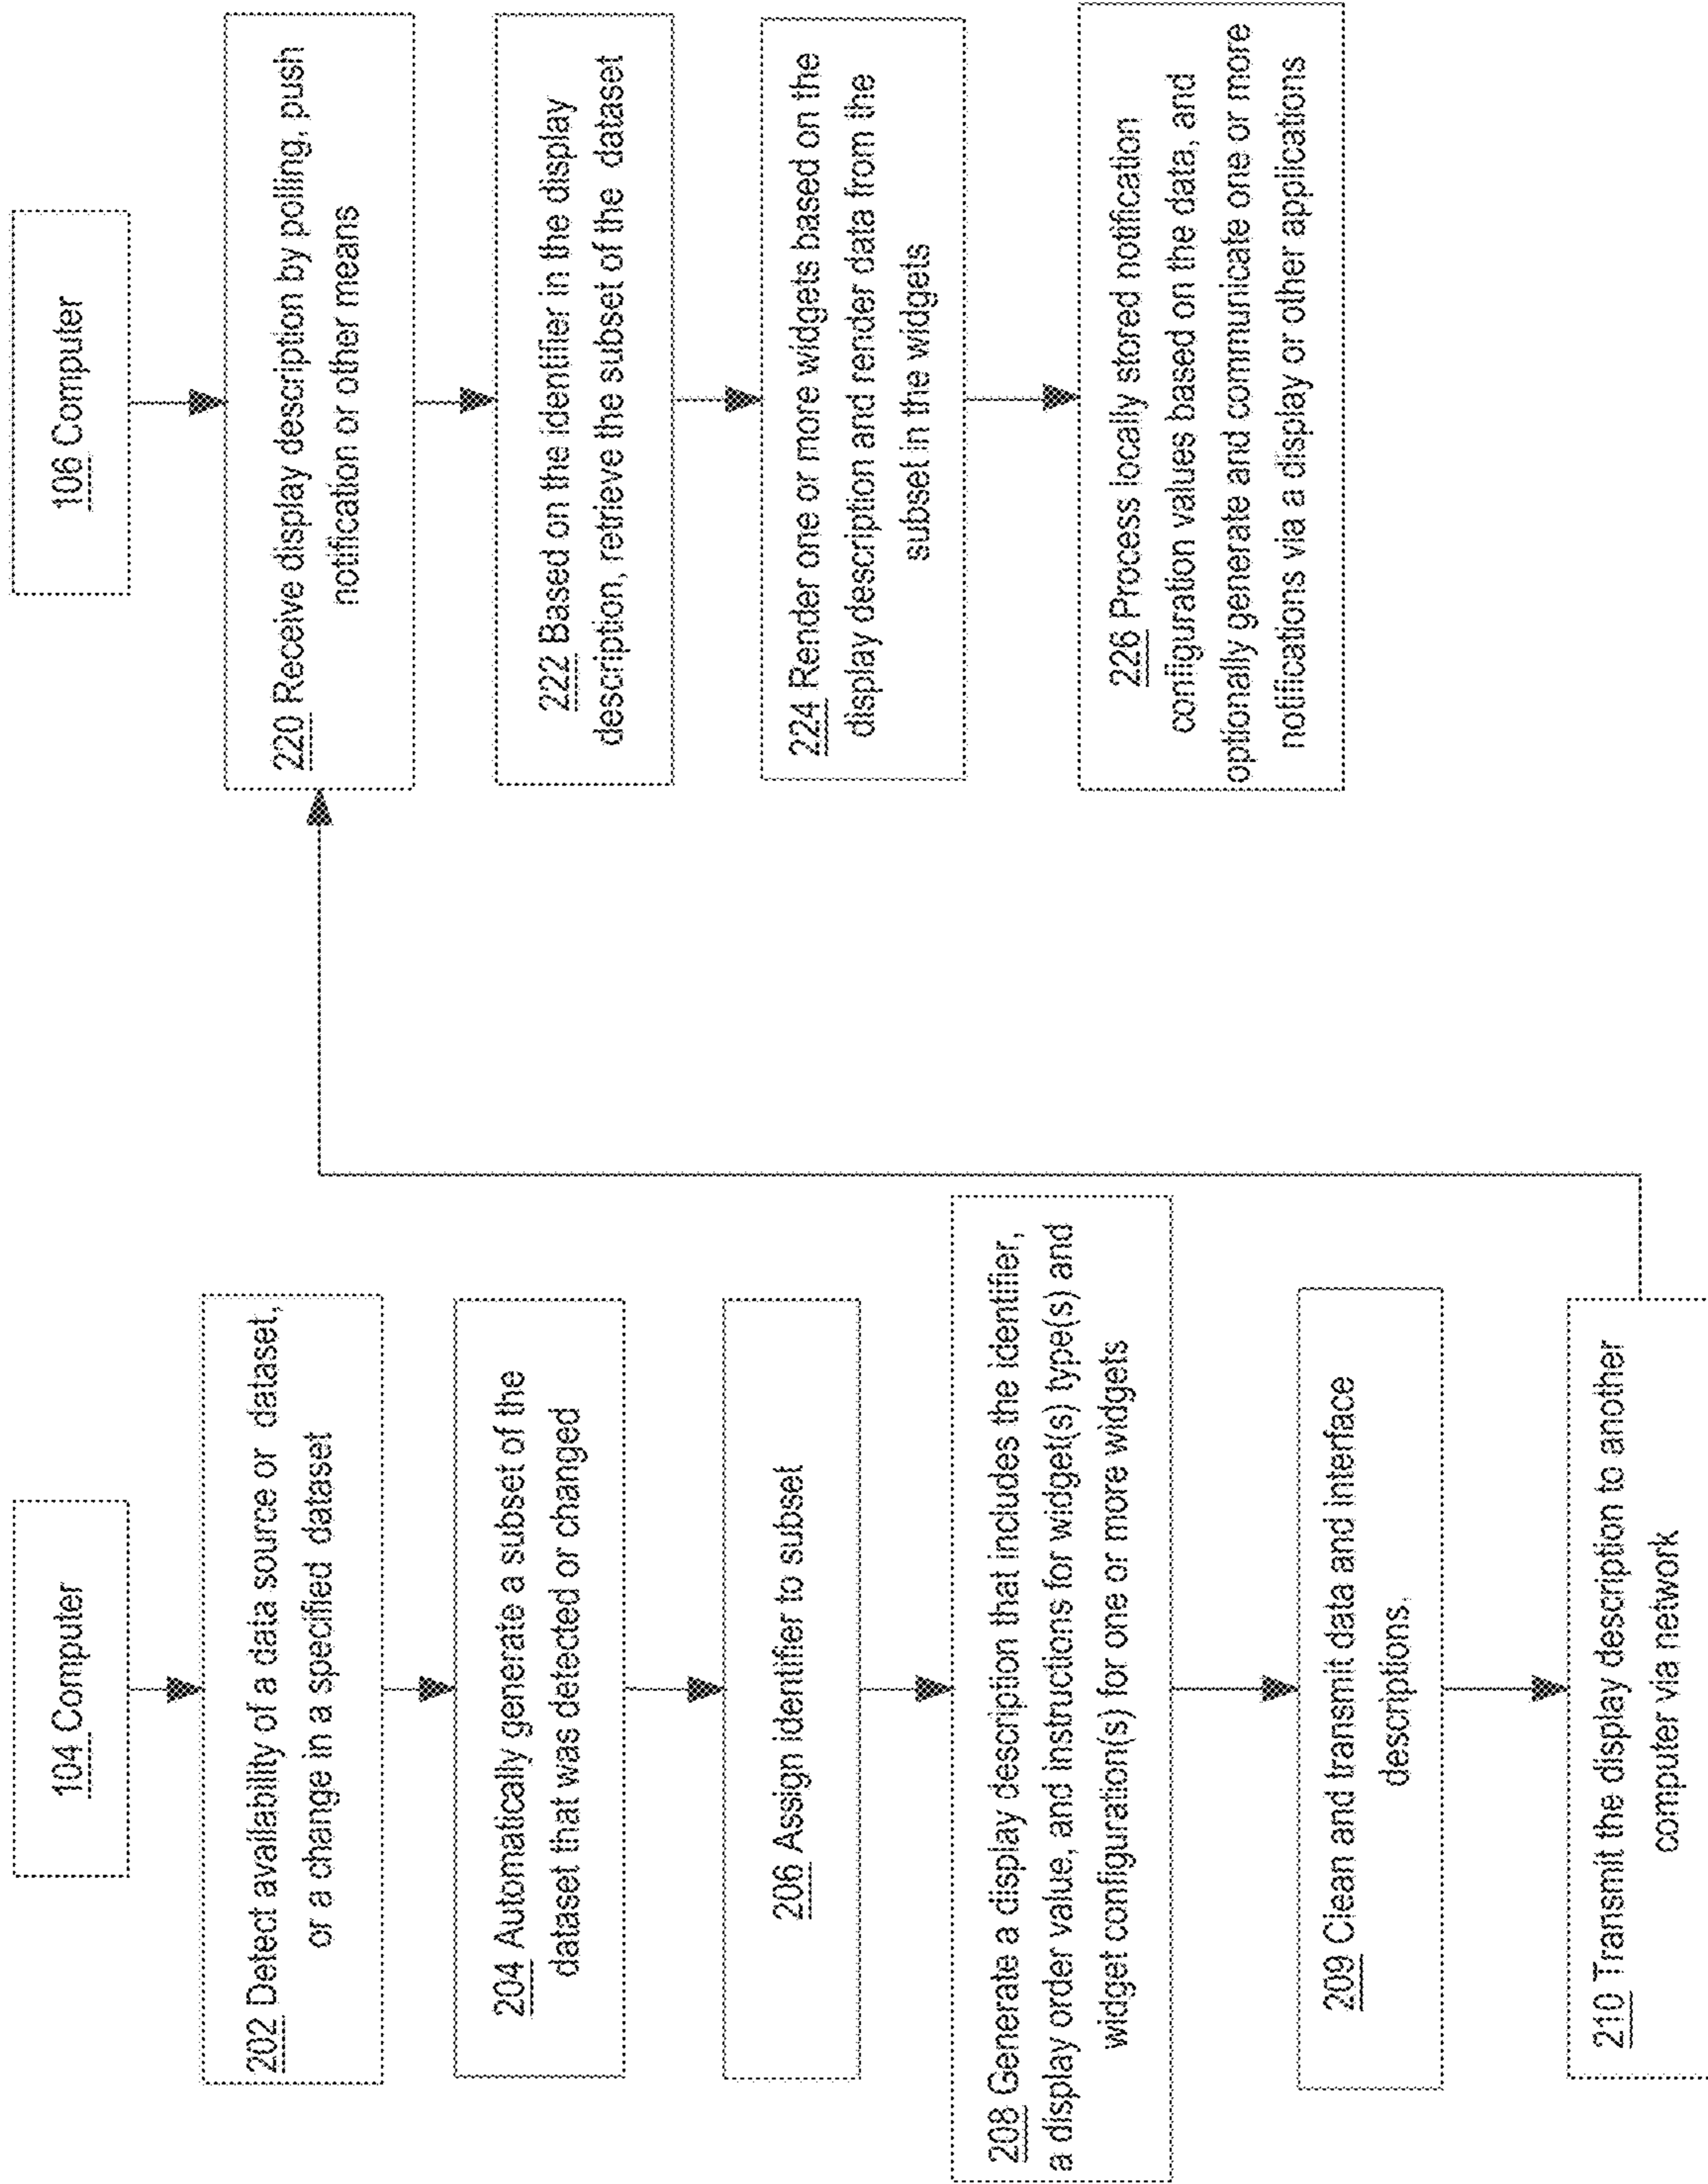 104 Computer
202 Detect availability of a data source or dataset,
or a change in a specified dataset
204 Automatically generate a subset of the
dataset that was detected or changed
206 Assign identifier to subset
208 Generate a display description that includes the identifier,
a display order value, and instructions for widget(s) type(s) and
widget configuration(s) for one or more widgets
209 Clean and transmit data and interface
descriptions.
210 Transmit the display description to another
computer via network
106 Computer
220 Receive display description by polling, push
notification or other means
222 Based on the identifier in the display
description, retrieve the subset of the dataset
224 Render one or more widgets based on the
display description and render data from the
subset in the widgets
226 Process locally stored notification
configuration values based on the data, and
optionally generate and communicate one or more
notifications via a display or other applications